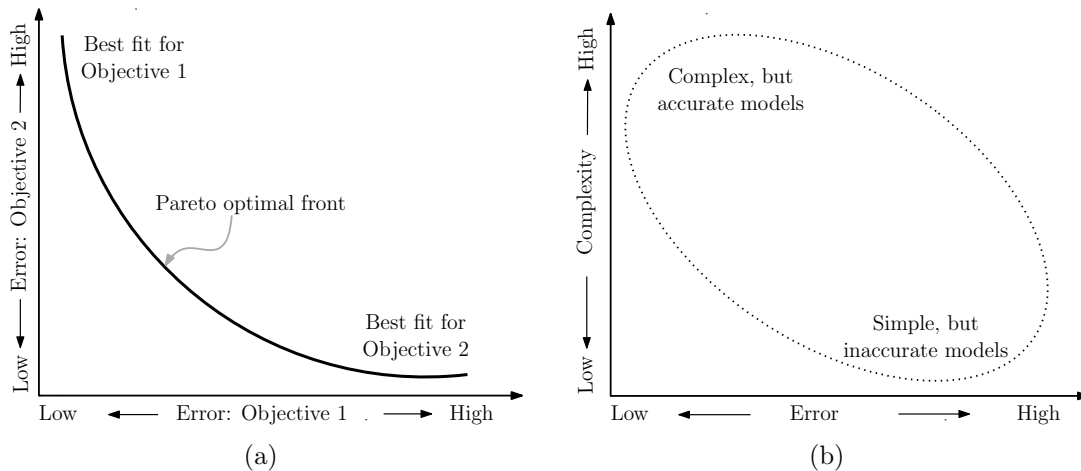 Best fit for
Objective 1
Pareto optimal front
Best fit for
Objective 2
Low Error: Objective 2 High
Low Error: Objective 1 High
(a)
Complex, but
accurate models
Simple, but
inaccurate models
Low Complexity High
Low Error High
(b)